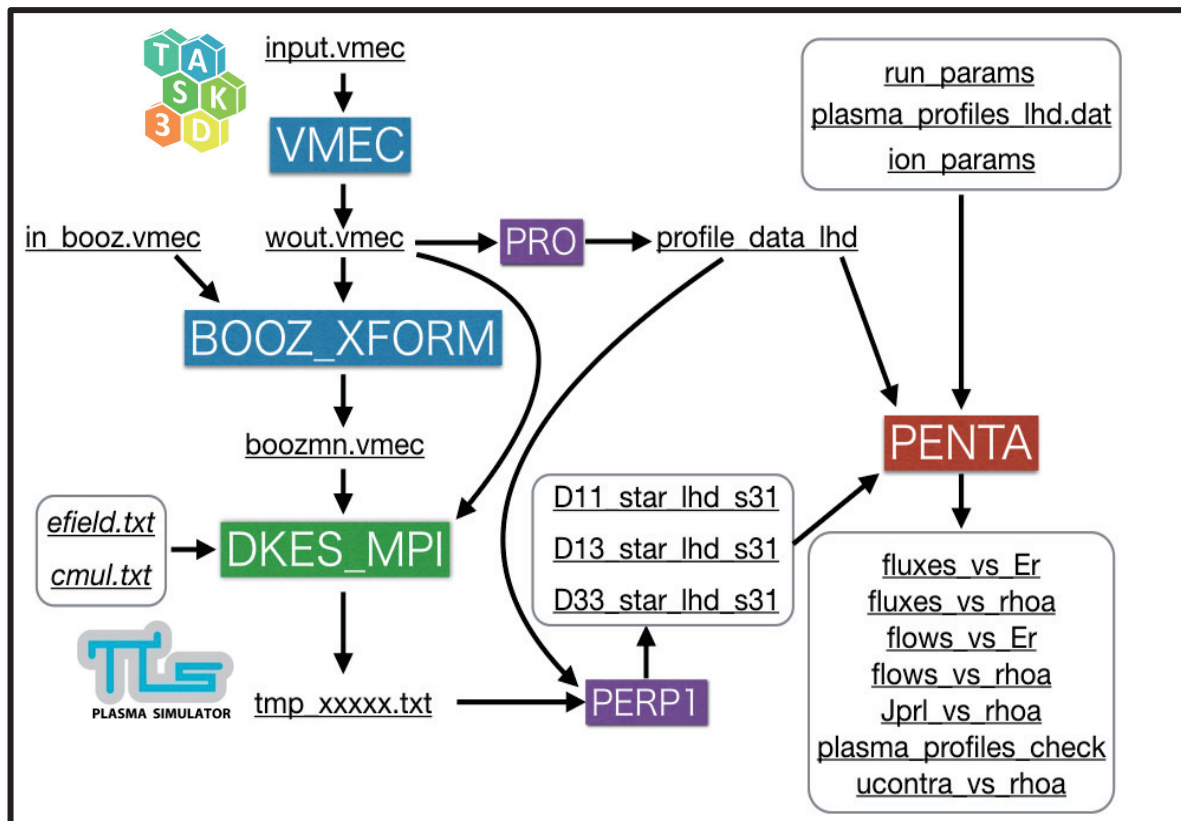 T A
S K
3 D
input.vmec
VMEC
in_booz.vmec
wout.vmec
PRO
profile_data_lhd
BOOZ_XFORM
boozmn.vmec
efield.txt
cmul.txt
DKES_MPI
TLS
PLASMA SIMULATOR
tmp_xxxxx.txt
PERP1
D11_star_lhd_s31
D13_star_lhd_s31
D33_star_lhd_s31
run_params
plasma_profiles_lhd.dat
ion_params
PENTA
fluxes_vs_Er
fluxes_vs_rhoa
flows_vs_Er
flows_vs_rhoa
Jprl_vs_rhoa
plasma_profiles_check
ucontra_vs_rhoa